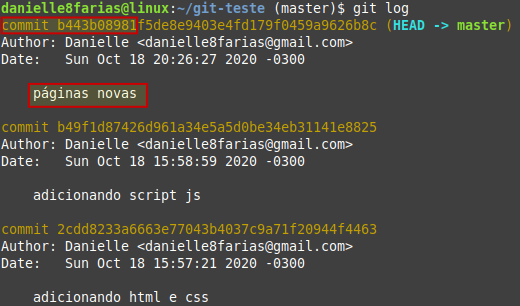 danielle8farias@linux:~/git-teste (master)$ git log
commit b443b08981f5de8e9403e4fd179f0459a9626b8c (HEAD -> master)
Author: Danielle <danielle8farias@gmail.com>
Date:   Sun Oct 18 20:26:27 2020 -0300
páginas novas
commit b49f1d87426d961a34e5a5d0be34eb31141e8825
Author: Danielle <danielle8farias@gmail.com>
Date:   Sun Oct 18 15:58:59 2020 -0300
adicionando script js
commit 2cdd8233a6663e77043b4037c9a71f20944f4463
Author: Danielle <danielle8farias@gmail.com>
Date:   Sun Oct 18 15:57:21 2020 -0300
adicionando html e css